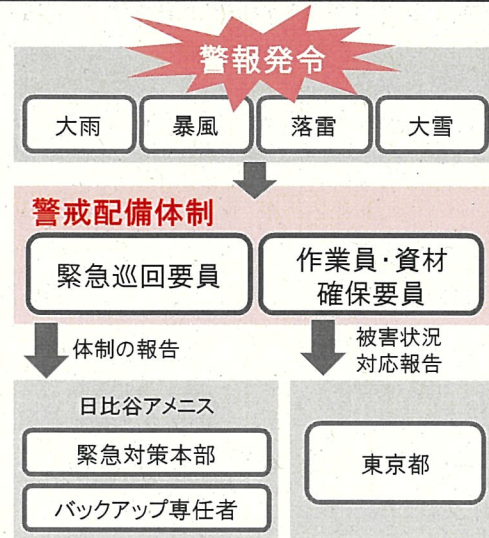 警報発令
大雨
暴風
落雷
大雪
警戒配備体制
緊急巡回要員
作業員・資材
確保要員
体制の報告
被害状況
対応報告
日比谷アメニス
緊急対策本部
バックアップ専任者
東京都